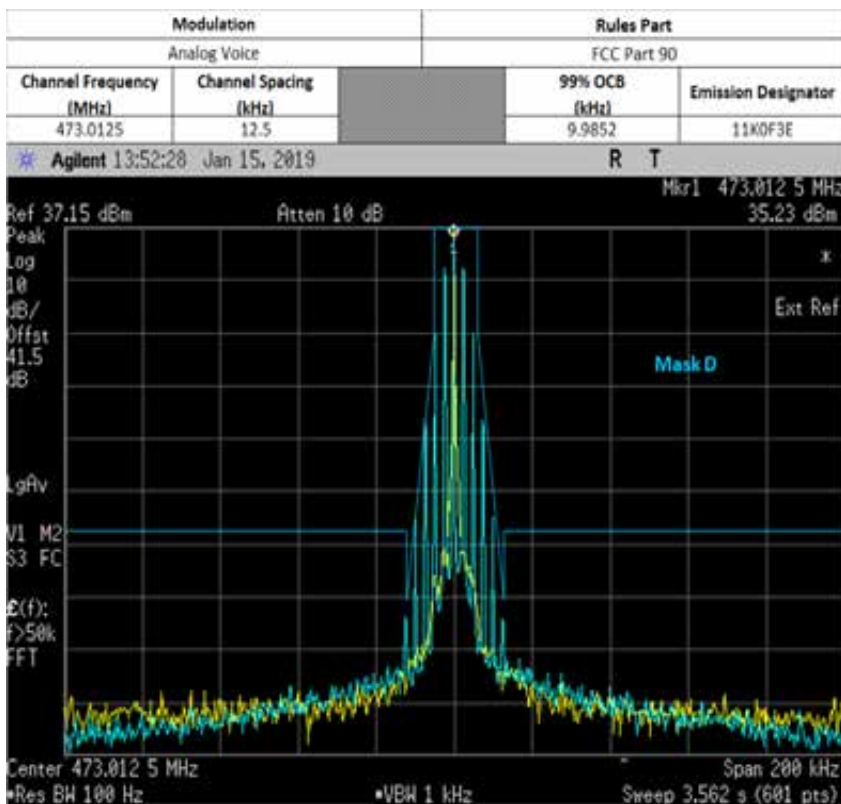 Modulation Rules Part
Analog Voice FCC Part 90
Channel Frequency (MHz) Channel Spacing (kHz) 99% OCB (kHz) Emission Designator
473.0125 12.5 9.9852 11K0F3E
Agilent 13:52:28 Jan 15, 2019 R T
Mkr1 473.012 5 MHz
Ref 37.15 dBm Atten 10 dB 35.23 dBm
Peak
Log
10
dB/
Offst
41.5
dB
*
Ext Ref
Mask D
1
LgAv
V1 M2
S3 FC
£(f):
f>50k
FFT
Center 473.012 5 MHz Span 200 kHz
*Res BW 100 Hz *VBW 1 kHz Sweep 3.562 s (601 pts)